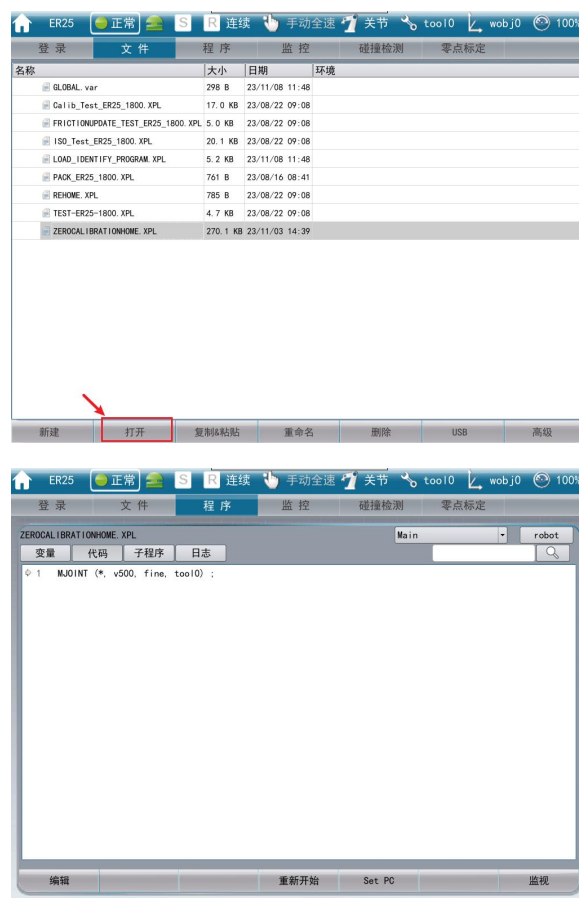 ER25 正常 S R 连续 手动全速 关节 tool0 wobj0 100%
登 录 文 件 程 序 监 控 碰撞检测 零点标定
名称 大小 日期 环境
GLOBAL.var 298 B 23/11/08 11:48
Calib_Test_ER25_1800.XPL 17.0 KB 23/08/22 09:08
FRICTIONUPDATE_TEST_ER25_1800.XPL 5.0 KB 23/08/22 09:08
ISO_Test_ER25_1800.XPL 20.1 KB 23/08/22 09:08
LOAD_IDENTIFY_PROGRAM.XPL 5.2 KB 23/11/08 11:48
PACK_ER25_1800.XPL 761 B 23/08/16 08:41
REHOME.XPL 785 B 23/08/22 09:08
TEST-ER25-1800.XPL 4.7 KB 23/08/22 09:08
ZEROCALIBRATIONHOME.XPL 270.1 KB 23/11/03 14:39
新建 打开 复制&粘贴 重命名 删除 USB 高级
ER25 正常 S R 连续 手动全速 关节 tool0 wobj0 100%
登 录 文 件 程 序 监 控 碰撞检测 零点标定
ZEROCALIBRATIONHOME.XPL Main robot
变量 代码 子程序 日志
1 MJOINT (*, v500, fine, tool0) ;
编辑 重新开始 Set PC 监视